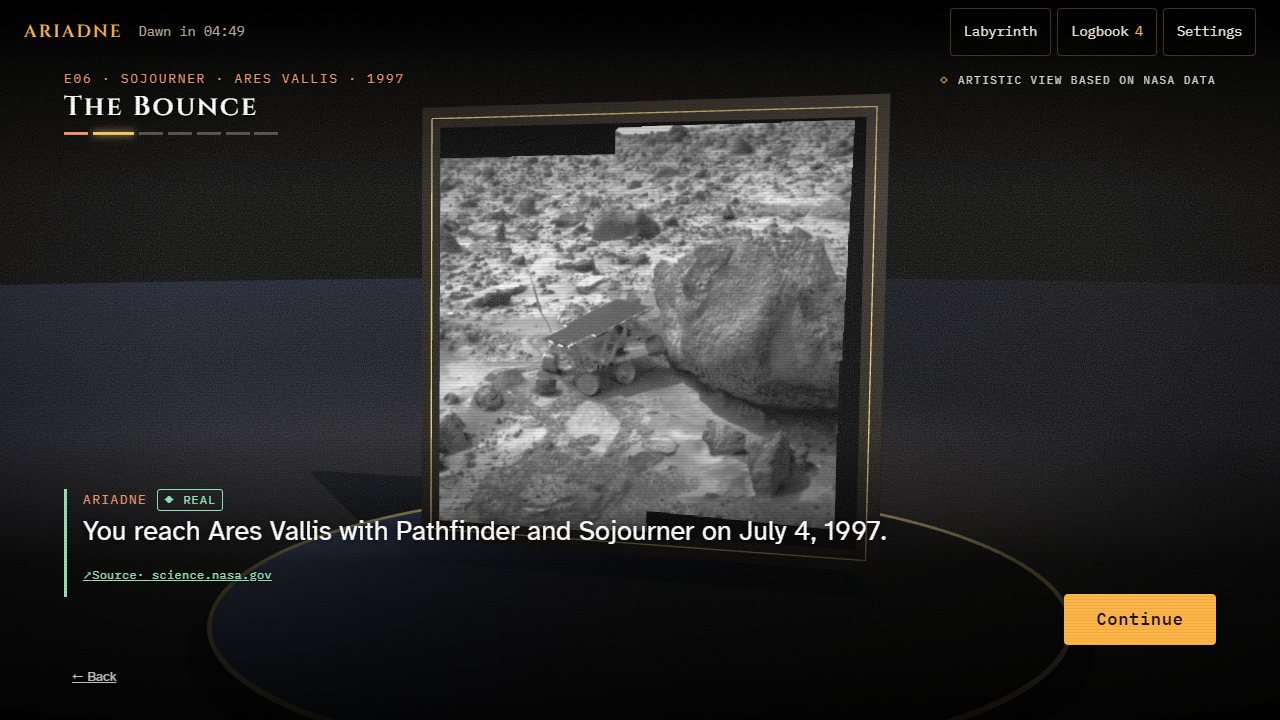 ARIADNE Dawn in 04:49 Labyrinth Logbook 4 Settings
E06 · SOJOURNER · ARES VALLIS · 1997
◇ ARTISTIC VIEW BASED ON NASA DATA
The Bounce
ARIADNE ◆ REAL
You reach Ares Vallis with Pathfinder and Sojourner on July 4, 1997.
↗Source· science.nasa.gov
Continue
← Back